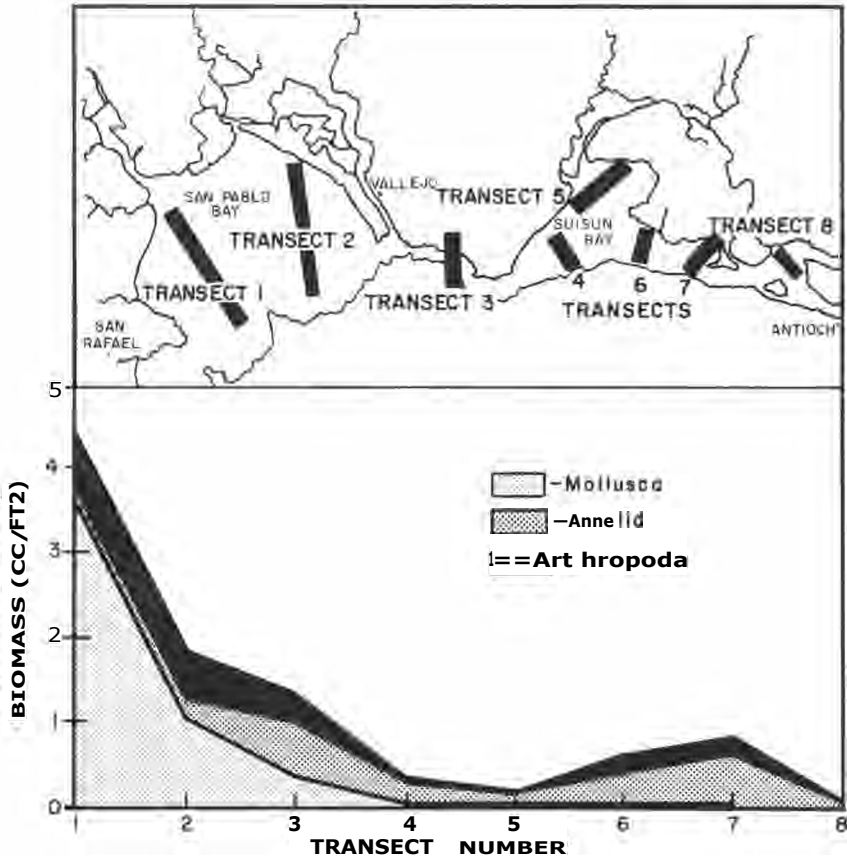 VALLEJO
SAN PABLO
BAY
TRANSECT 5
TRANSECT 2
SUISUN
BAY
TRANSECT 8
TRANSECT 1
TRANSECT 3
4
6
7
TRANSECTS
SAN
RAFAEL
ANTIOCH
5
4
3
2
1
0
BIOMASS (CC/FT2)
-Mollusca
-Annelid
1==Art hropoda
1 2 3 4 5 6 7 8
TRANSECT NUMBER